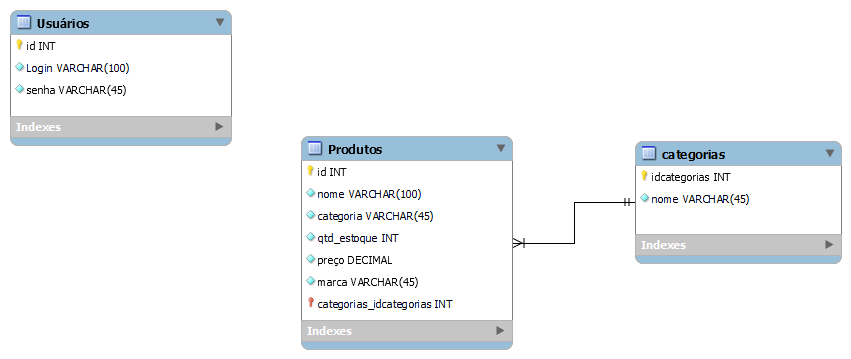 Usuários
id INT
Login VARCHAR(100)
senha VARCHAR(45)
Indexes
Produtos
id INT
nome VARCHAR(100)
categoria VARCHAR(45)
qtd_estoque INT
preço DECIMAL
marca VARCHAR(45)
categorias_idcategorias INT
Indexes
categorias
idcategorias INT
nome VARCHAR(45)
Indexes